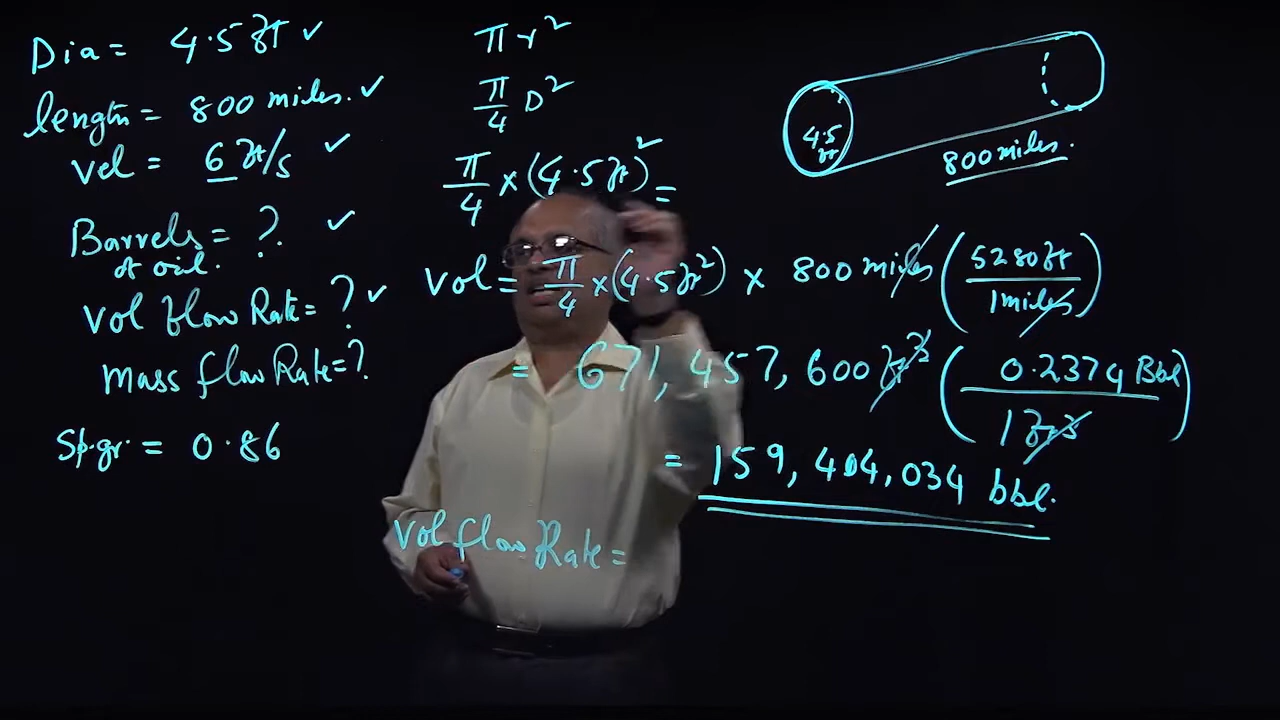 Dia = 4.5 ft ✓
length = 800 miles. ✓
vel = 6 ft/s ✓
Barrels = ? ✓
of oil.
Vol flow Rate = ? ✓
mass flow Rate = ?
Sp.gr. = 0.86
π r²
π/4 D²
π/4 × (4.5 ft)² =
Vol = π/4 × (4.5 ft²) × 800 miles (5280 ft / 1 miles)
= 671,457,600 ft³ (0.2374 Bbl / 1 ft³)
= 159,404,034 bbl.
Vol flow Rate =
4.5
ft
800 miles.